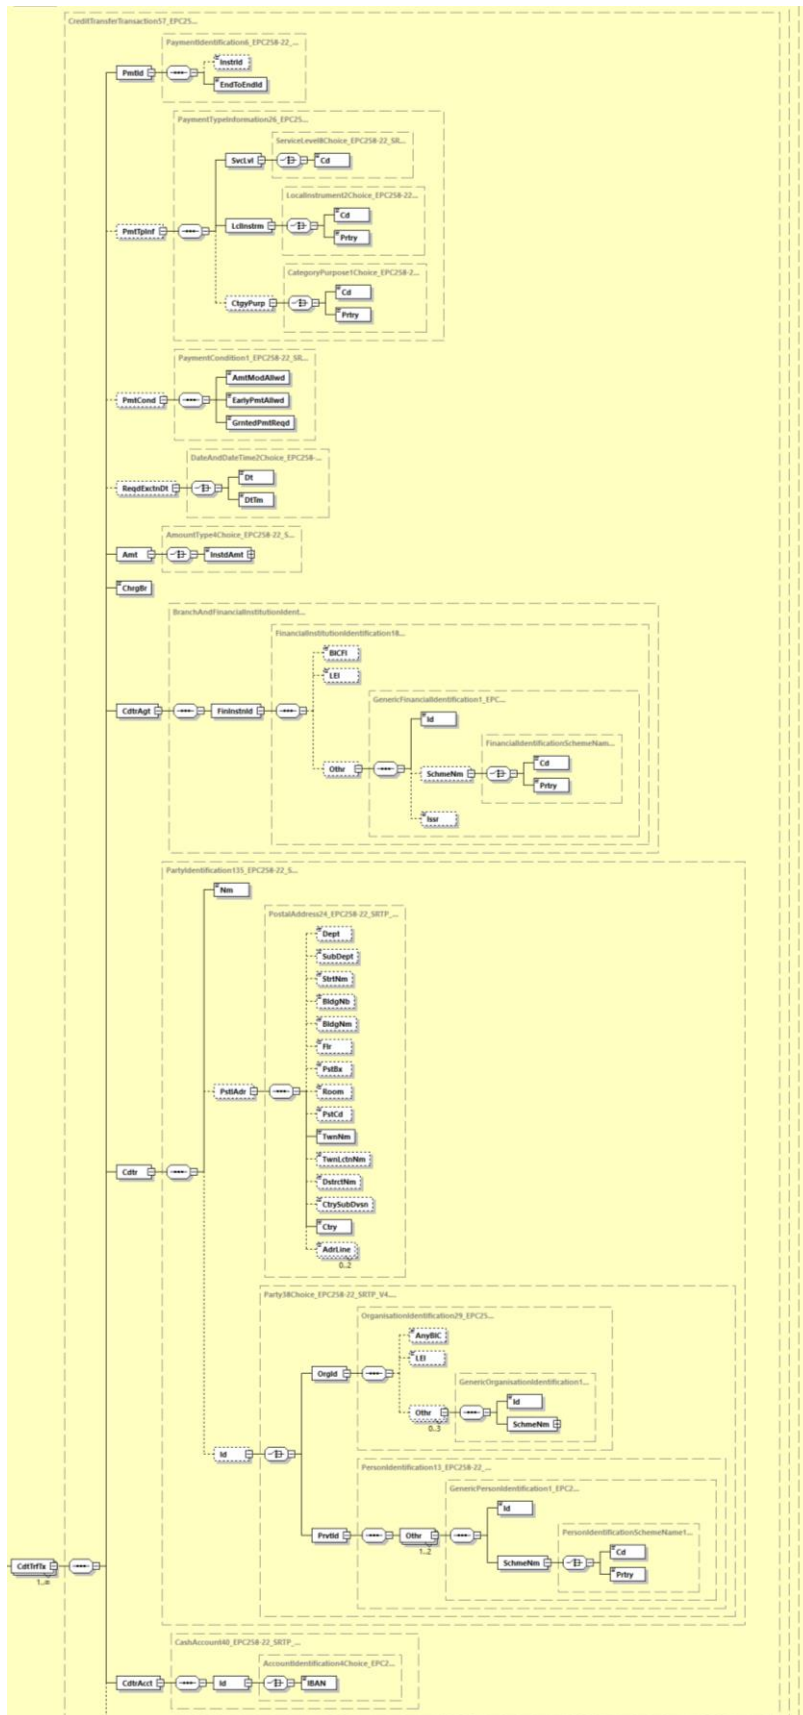 CreditTransferTransaction57_EPC25...
PaymentIdentification6_EPC258-22_...
PmtId
InstrId
EndToEndId
PaymentTypeInformation26_EPC25...
ServiceLevel8Choice_EPC258-22_SR...
SvcLvl
Cd
LocalInstrument2Choice_EPC258-22...
PmtTpInf
LclInstrm
Cd
Prtry
CategoryPurpose1Choice_EPC258-2...
CtgyPurp
Cd
Prtry
PaymentCondition1_EPC258-22_SR...
PmtCond
AmtModAllwd
EarlyPmtAllwd
GrntedPmtReqd
DateAndDateTime2Choice_EPC258-...
ReqdExctnDt
Dt
DtTm
AmountType4Choice_EPC258-22_S...
Amt
InstdAmt
ChrgBr
BranchAndFinancialInstitutionIdent...
FinancialInstitutionIdentification18...
BICFI
LEI
GenericFinancialIdentification1_EPC...
CdtrAgt
FinInstnId
Id
FinancialIdentificationSchemeNam...
Othr
SchmeNm
Cd
Prtry
Issr
PartyIdentification135_EPC258-22_S...
Nm
PostalAddress24_EPC258-22_SRTP_...
Dept
SubDept
StrtNm
BldgNb
BldgNm
Flr
PstBx
PstlAdr
Room
PstCd
TwnNm
TwnLctnNm
Cdtr
DstrctNm
CtrySubDvsn
Ctry
AdrLine
0..2
Party38Choice_EPC258-22_SRTP_V4....
OrganisationIdentification29_EPC25...
AnyBIC
LEI
OrgId
GenericOrganisationIdentification1...
Othr
Id
SchmeNm
0..3
Id
PersonIdentification13_EPC258-22_...
GenericPersonIdentification1_EPC2...
PrvtId
Othr
Id
1..2
PersonIdentificationSchemeName1...
SchmeNm
Cd
Prtry
CdtTrfTx
1..∞
CashAccount40_EPC258-22_SRTP_...
AccountIdentification4Choice_EPC2...
CdtrAcct
Id
IBAN